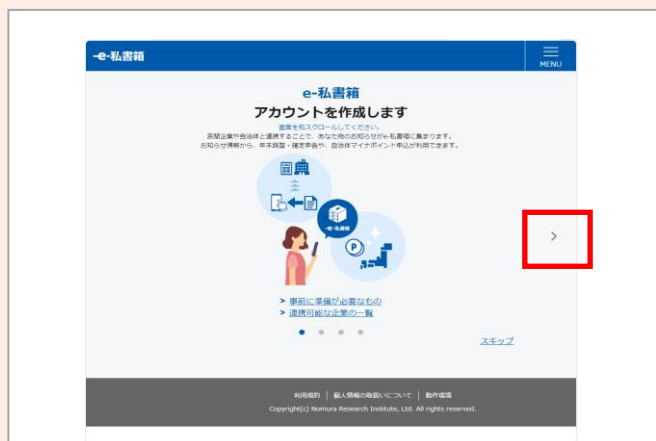 -e-私書箱
MENU
e-私書箱
アカウントを作成します
画面を右スクロールしてください。
民間企業や自治体と連携することで、あなた宛のお知らせがe-私書箱に集まります。
お知らせ情報から、年末調整・確定申告や、自治体マイナポイント申込が利用できます。
-e-私書箱
P
> 事前に準備が必要なもの
> 連携可能な企業の一覧
スキップ
利用規約 | 個人情報の取扱いについて | 動作環境
Copyright(c) Nomura Research Institute, Ltd. All rights reserved.